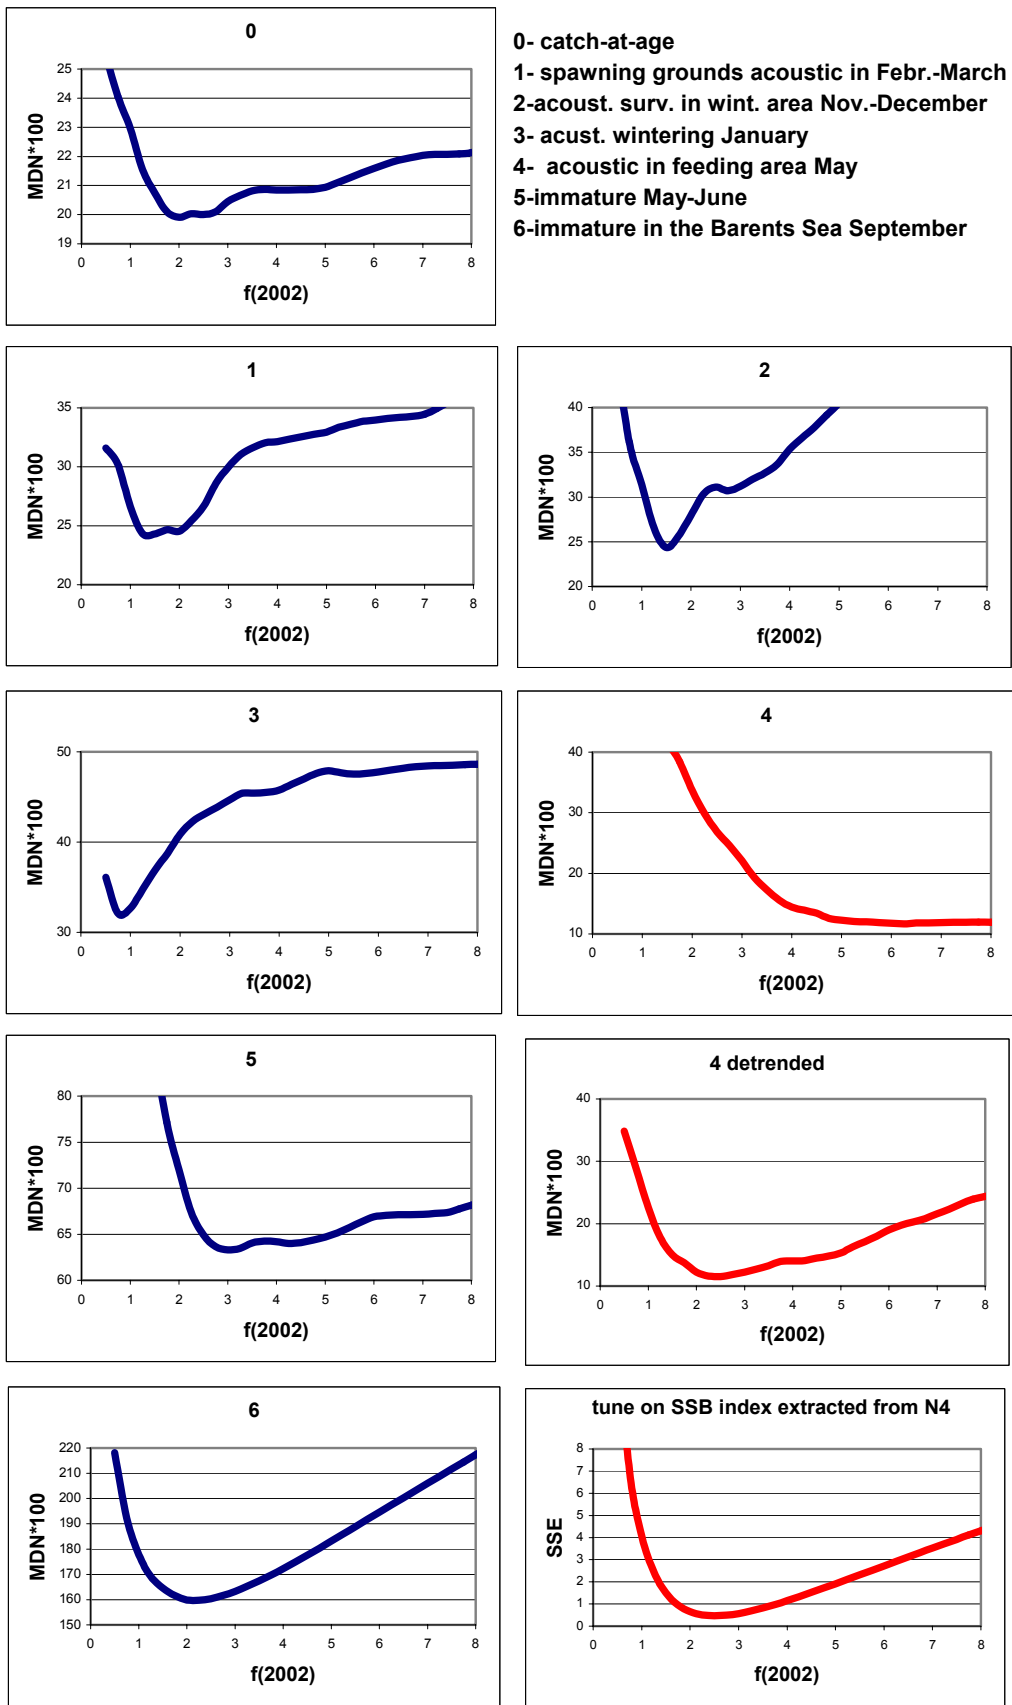 0
0- catch-at-age
1- spawning grounds acoustic in Febr.-March
2-acoust. surv. in wint. area Nov.-December
3- acust. wintering January
4- acoustic in feeding area May
5-immature May-June
6-immature in the Barents Sea September
MDN*100
25
24
23
22
21
20
19
0 1 2 3 4 5 6 7 8
f(2002)
1
MDN*100
35
30
25
20
0 1 2 3 4 5 6 7 8
f(2002)
2
MDN*100
40
35
30
25
20
0 1 2 3 4 5 6 7 8
f(2002)
3
MDN*100
50
40
30
0 1 2 3 4 5 6 7 8
f(2002)
4
MDN*100
40
30
20
10
0 1 2 3 4 5 6 7 8
f(2002)
5
MDN*100
80
75
70
65
60
0 1 2 3 4 5 6 7 8
f(2002)
4 detrended
MDN*100
40
30
20
10
0 1 2 3 4 5 6 7 8
f(2002)
6
MDN*100
220
210
200
190
180
170
160
150
0 1 2 3 4 5 6 7 8
f(2002)
tune on SSB index extracted from N4
SSE
8
7
6
5
4
3
2
1
0
0 1 2 3 4 5 6 7 8
f(2002)